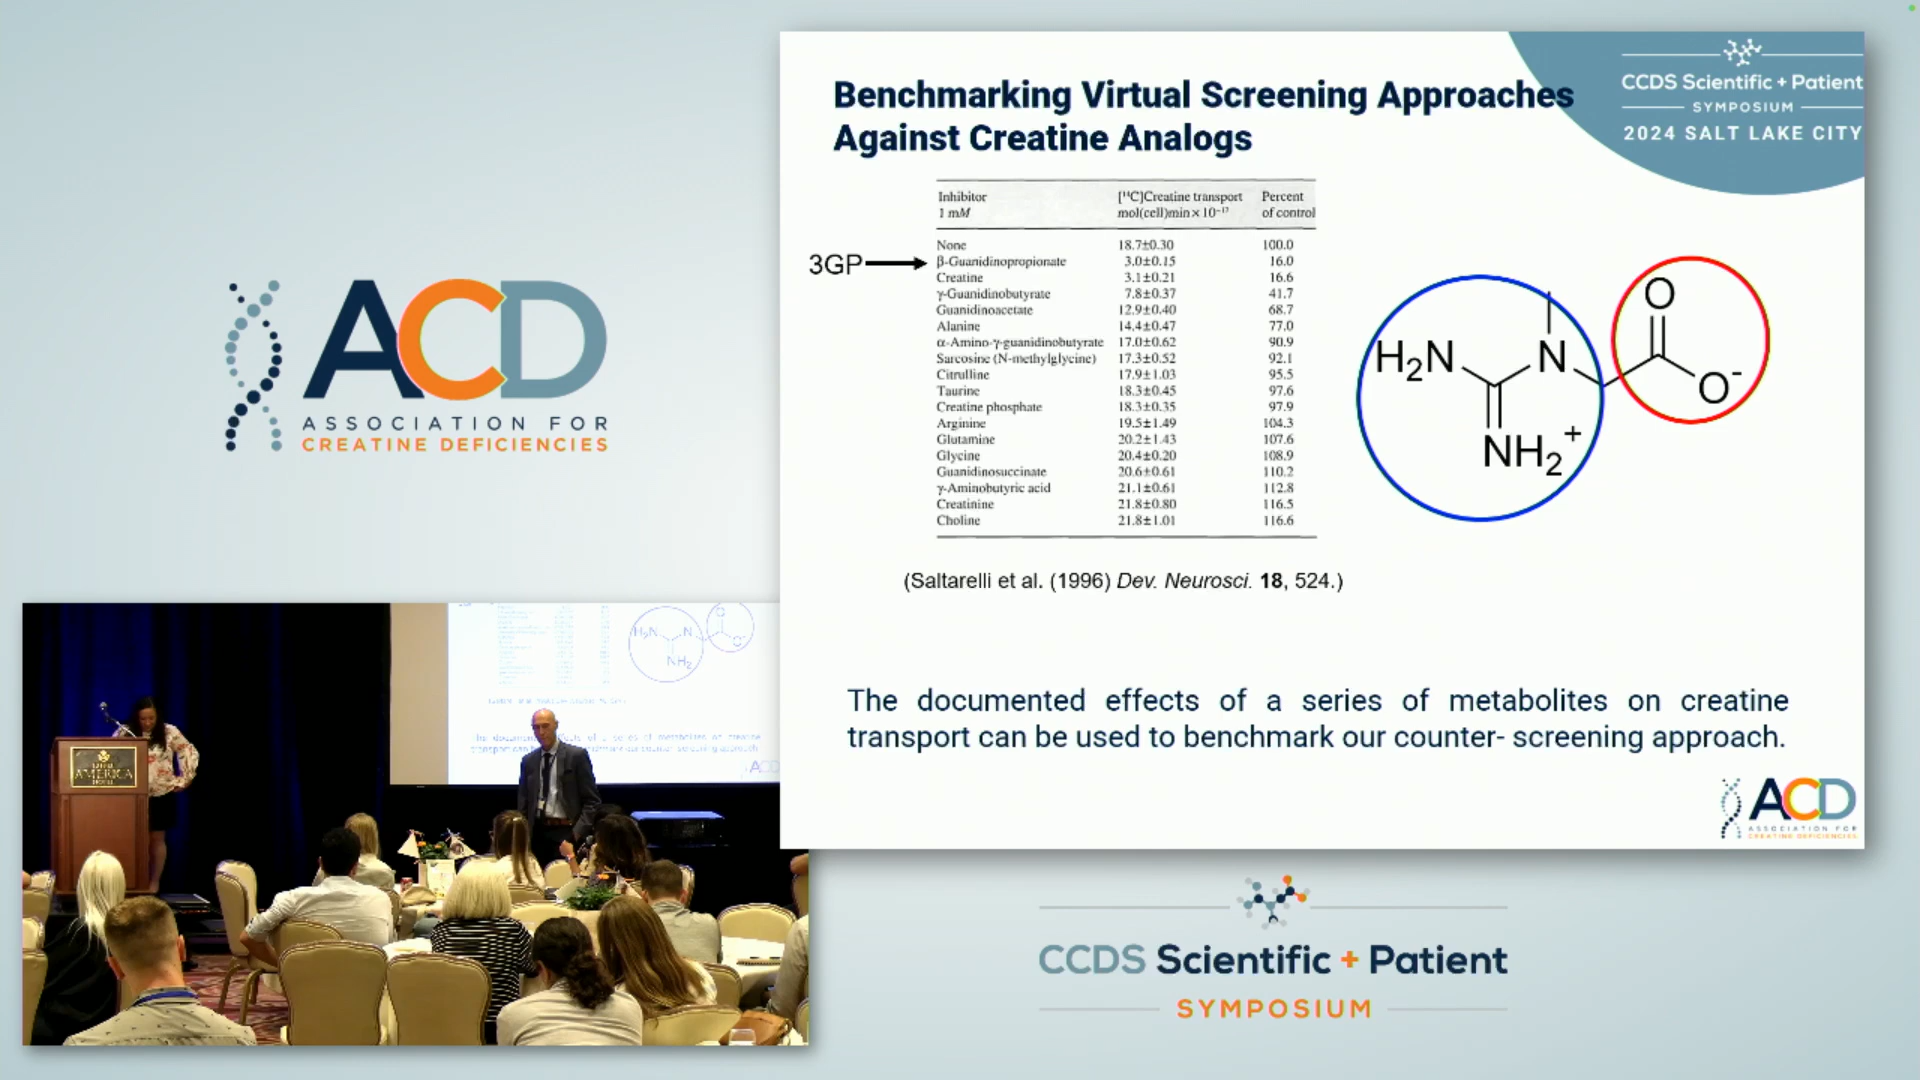 ACD
ASSOCIATION FOR
CREATINE DEFICIENCIES
Benchmarking Virtual Screening Approaches
Against Creatine Analogs
CCDS Scientific + Patient
SYMPOSIUM
2024 SALT LAKE CITY
Inhibitor [¹⁴C]Creatine transport Percent
1 mM mol(cell)min × 10⁻¹⁷ of control
None 18.7±0.30 100.0
3GP
β-Guanidinopropionate 3.0±0.15 16.0
Creatine 3.1±0.21 16.6
γ-Guanidinobutyrate 7.8±0.37 41.7
Guanidinoacetate 12.9±0.40 68.7
Alanine 14.4±0.47 77.0
α-Amino-γ-guanidinobutyrate 17.0±0.62 90.9
Sarcosine (N-methylglycine) 17.3±0.52 92.1
Citrulline 17.9±1.03 95.5
Taurine 18.3±0.45 97.6
Creatine phosphate 18.3±0.35 97.9
Arginine 19.5±1.49 104.3
Glutamine 20.2±1.43 107.6
Glycine 20.4±0.20 108.9
Guanidinosuccinate 20.6±0.61 110.2
γ-Aminobutyric acid 21.1±0.61 112.8
Creatinine 21.8±0.80 116.5
Choline 21.8±1.01 116.6
O
H₂N N
O⁻
NH₂⁺
(Saltarelli et al. (1996) Dev. Neurosci. 18, 524.)
The documented effects of a series of metabolites on creatine
transport can be used to benchmark our counter- screening approach.
ACD
ASSOCIATION FOR
CREATINE DEFICIENCIES
AMERICA
CCDS Scientific + Patient
SYMPOSIUM